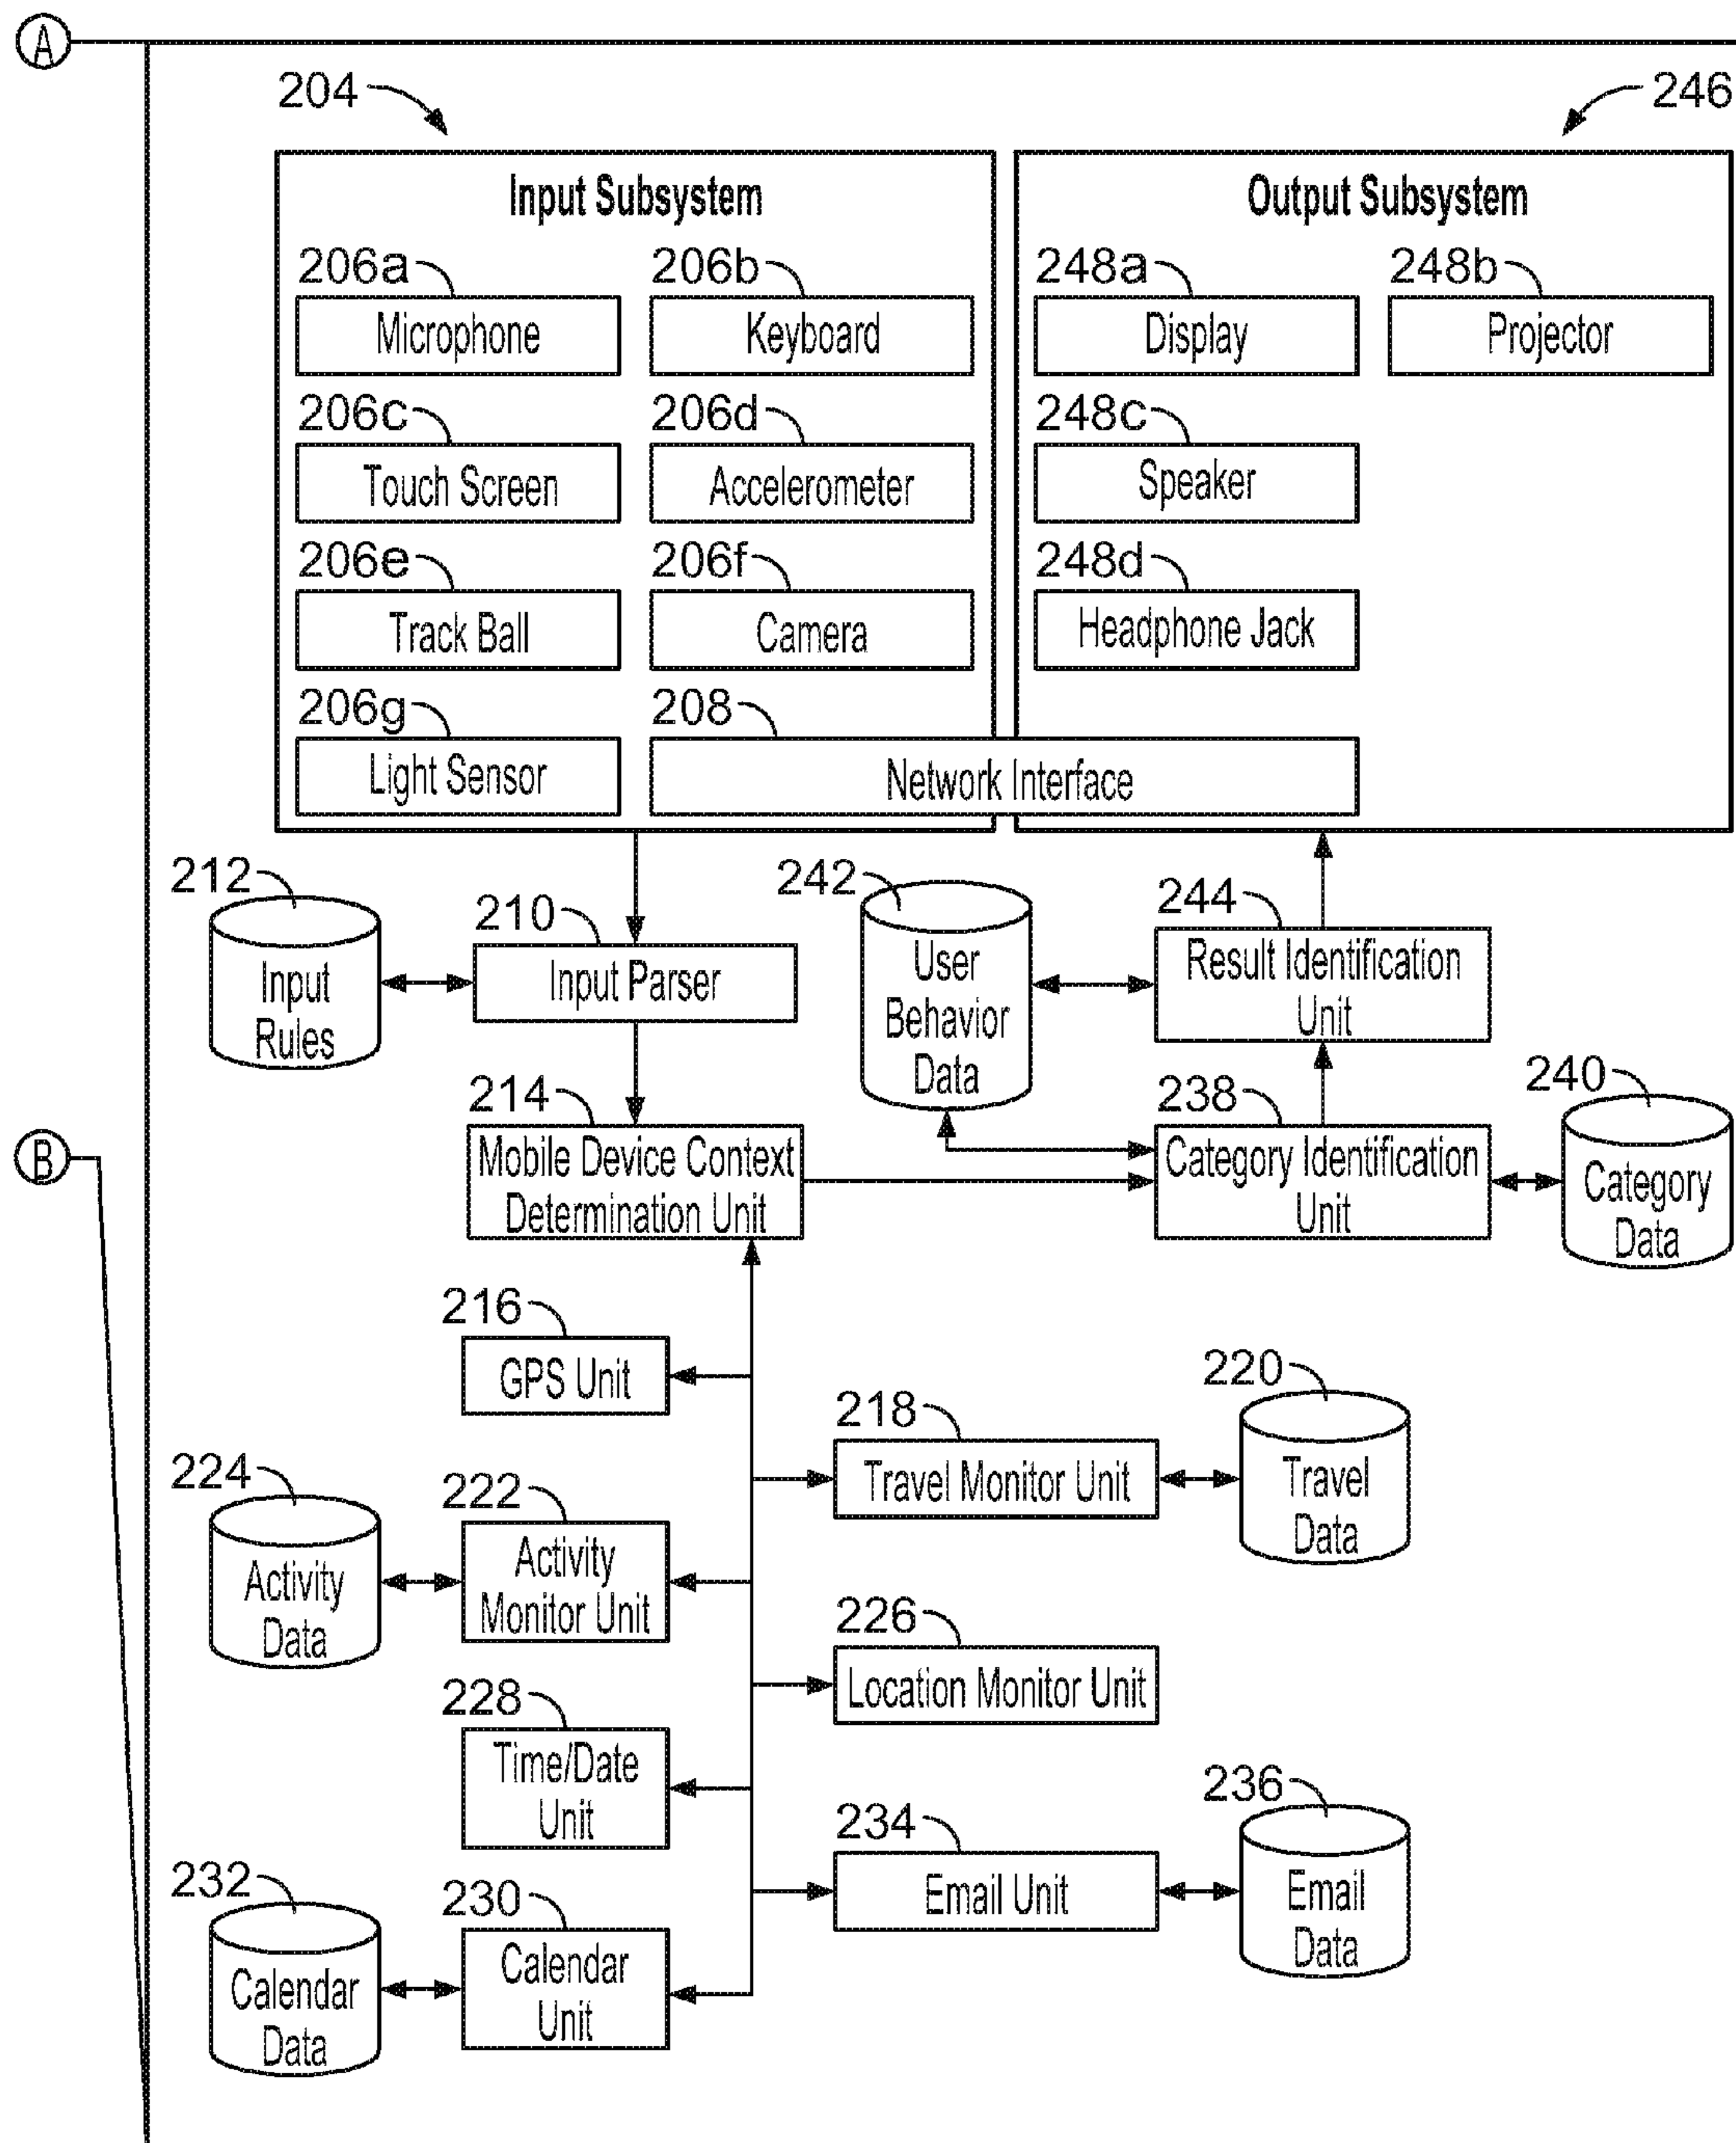 A
204
246
Input Subsystem
Output Subsystem
206a
206b
248a
248b
Microphone
Keyboard
Display
Projector
206c
206d
248c
Touch Screen
Accelerometer
Speaker
206e
206f
248d
Track Ball
Camera
Headphone Jack
206g
208
Light Sensor
Network Interface
212
210
242
244
Input
Rules
Input Parser
User
Behavior
Data
Result Identification
Unit
214
238
240
B
Mobile Device Context
Determination Unit
Category Identification
Unit
Category
Data
216
GPS Unit
218
220
Travel Monitor Unit
Travel
Data
224
222
Activity
Data
Activity
Monitor Unit
226
Location Monitor Unit
228
Time/Date
Unit
234
236
Email Unit
Email
Data
232
230
Calendar
Data
Calendar
Unit